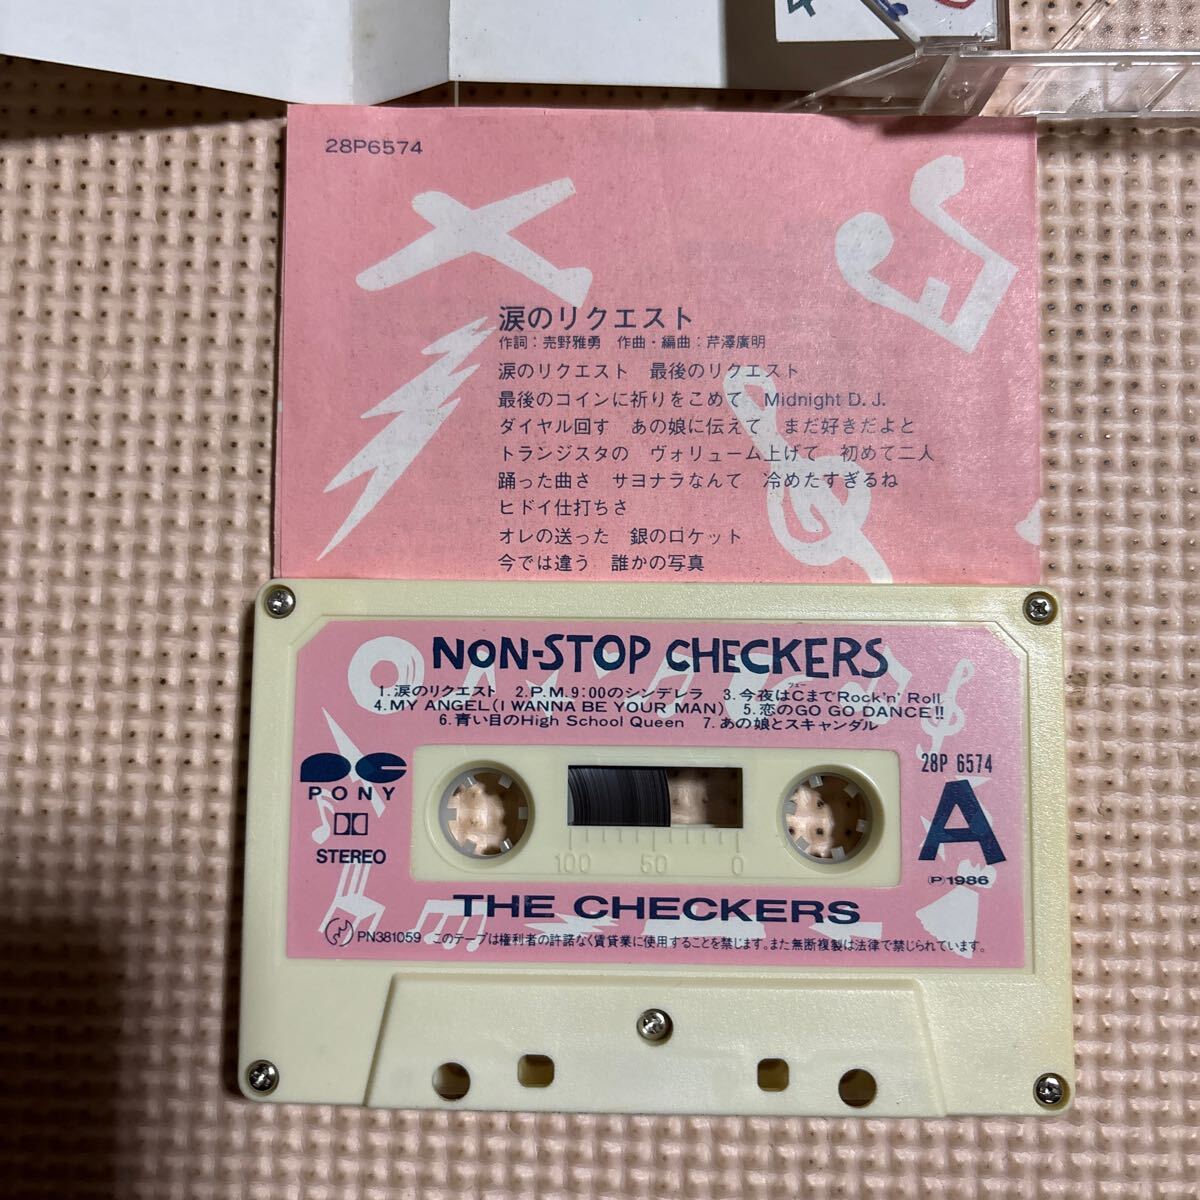 28P6574
涙のリクエスト
作詞：売野雅勇　作曲・編曲：芹澤廣明
涙のリクエスト　最後のリクエスト
最後のコインに祈りをこめて　Midnight D. J.
ダイヤル回す　あの娘に伝えて　まだ好きだよと
トランジスタの　ヴォリューム上げて　初めて二人
踊った曲さ　サヨナラなんて　冷めたすぎるね
ヒドイ仕打ちさ
オレの送った　銀のロケット
今では違う　誰かの写真
NON-STOP CHECKERS
1. 涙のリクエスト　2. P.M.9:00のシンデレラ　3. 今夜はCまでRock'n' Roll
4. MY ANGEL(I WANNA BE YOUR MAN)　5. 恋のGO GO DANCE!!
6. 青い目のHigh School Queen　7. あの娘とスキャンダル
PONY
STEREO
28P 6574
A
(P)1986
100 50 0
THE CHECKERS
PN381059　このテープは権利者の許諾なく賃貸業に使用することを禁じます。また無断複製は法律で禁じられています。